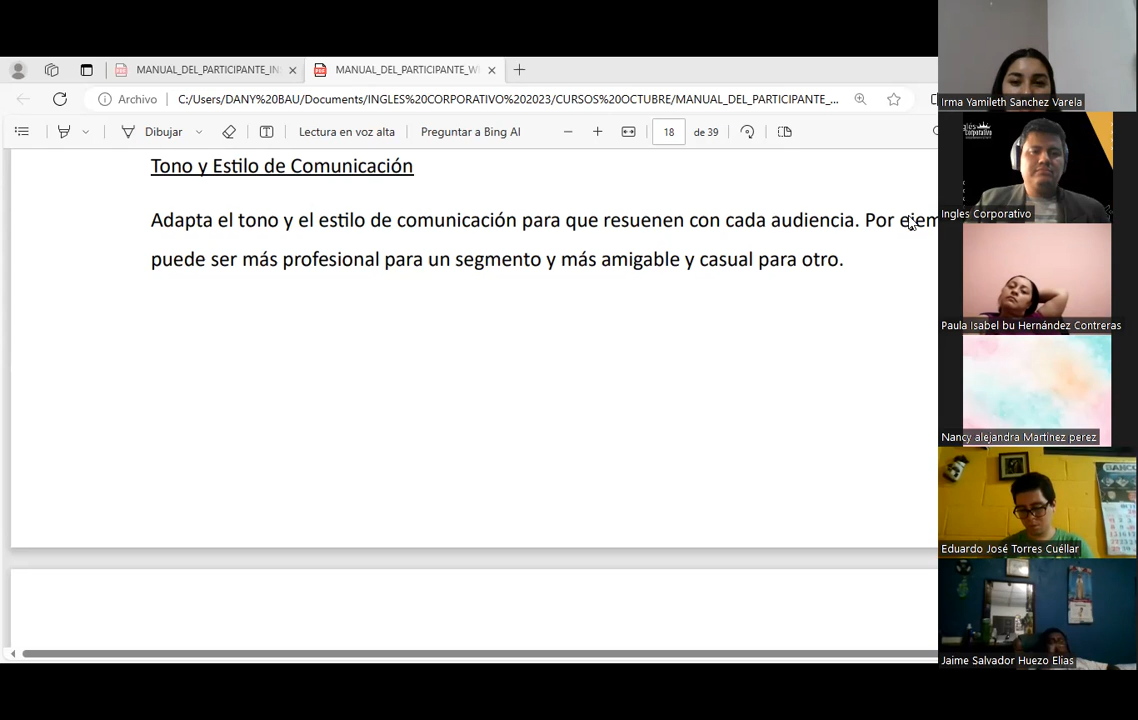 MANUAL_DEL_PARTICIPANTE_IN
MANUAL_DEL_PARTICIPANTE_W
Archivo
C:/Users/DANY%20BAU/Documents/INGLES%20CORPORATIVO%202023/CURSOS%20OCTUBRE/MANUAL_DEL_PARTICIPANTE_...
Dibujar
Lectura en voz alta
Preguntar a Bing AI
18
de 39
Tono y Estilo de Comunicación
Adapta el tono y el estilo de comunicación para que resuenen con cada audiencia. Por ejem
puede ser más profesional para un segmento y más amigable y casual para otro.
Irma Yamileth Sanchez Varela
Ingles Corporativo
Paula Isabel bu Hernández Contreras
Nancy alejandra Martinez perez
Eduardo José Torres Cuéllar
Jaime Salvador Huezo Elias